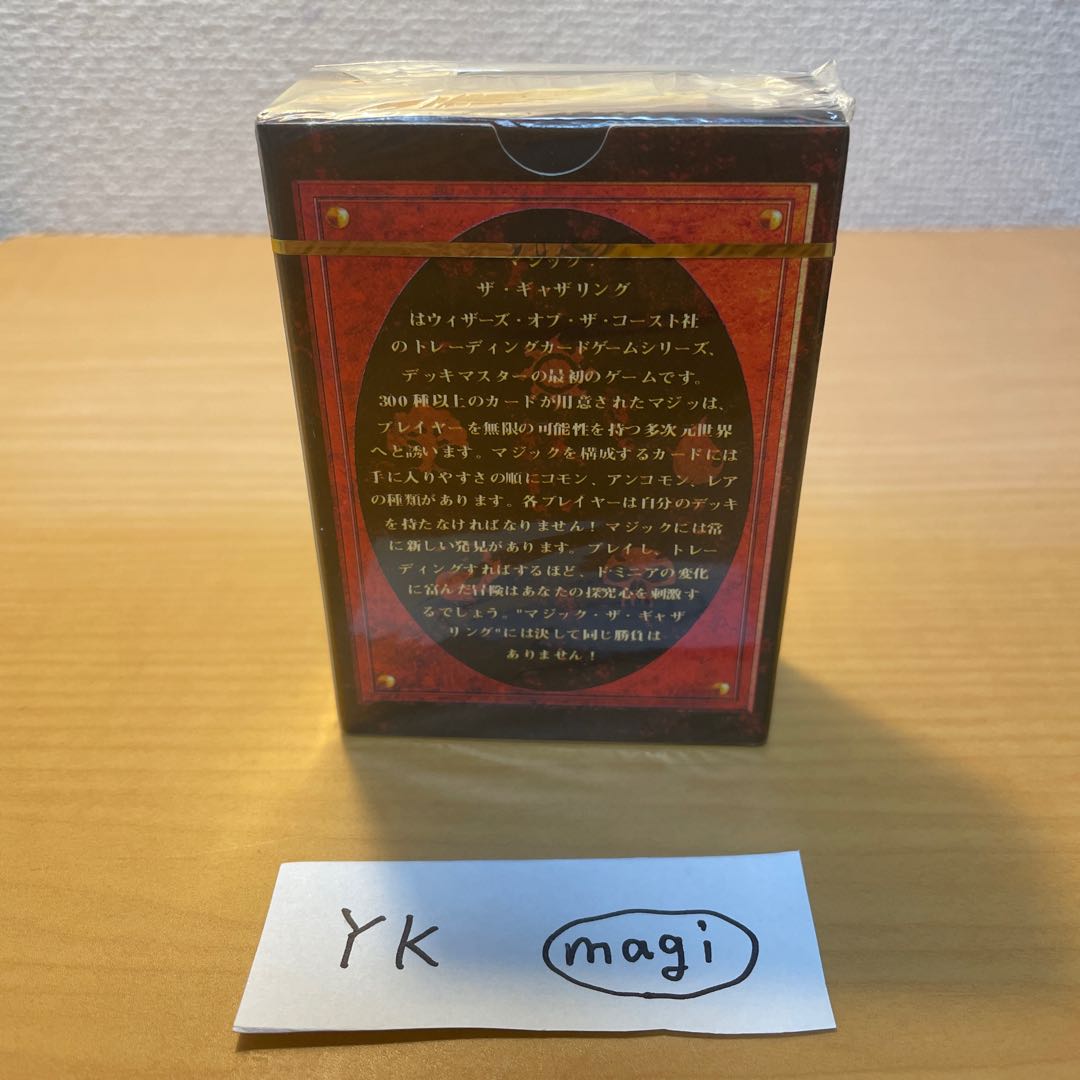 マジック・
ザ・ギャザリング
はウィザーズ・オブ・ザ・コースト社
のトレーディングカードゲームシリーズ、
デッキマスターの最初のゲームです。
300種以上のカードが用意されたマジッは、
プレイヤーを無限の可能性を持つ多次元世界
へと誘います。マジックを構成するカードには
手に入りやすさの順にコモン、アンコモン、レア
の種類があります。各プレイヤーは自分のデッキ
を持たなければなりません！マジックには常
に新しい発見があります。プレイし、トレー
ディングすればするほど、ドミニアの変化
に富んだ冒険はあなたの探究心を刺激す
るでしょう。"マジック・ザ・ギャザ
リング"には決して同じ勝負は
ありません！
YK magi